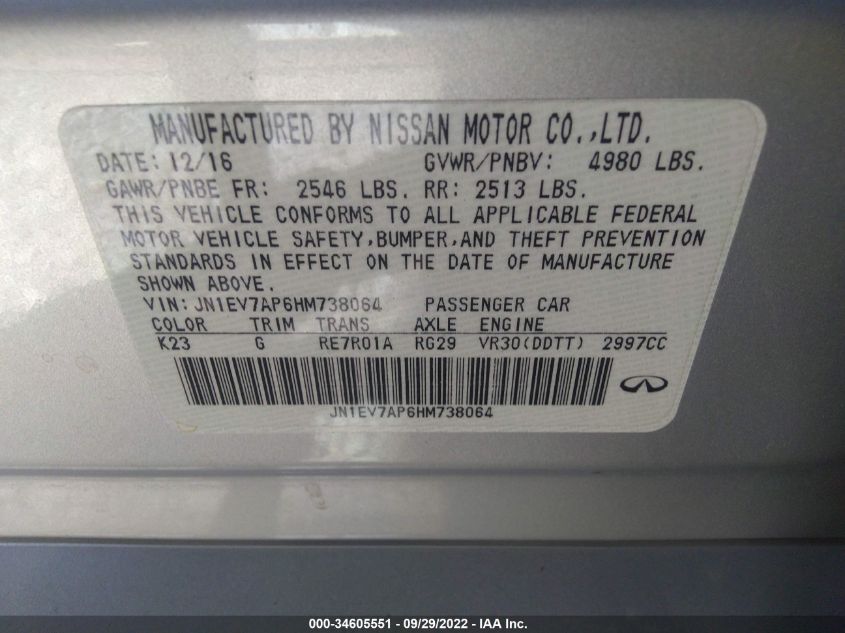 MANUFACTURED BY NISSAN MOTOR CO.,LTD.
DATE: 12/16 GVWR/PNBV: 4980 LBS.
GAWR/PNBE FR: 2546 LBS. RR: 2513 LBS.
THIS VEHICLE CONFORMS TO ALL APPLICABLE FEDERAL
MOTOR VEHICLE SAFETY,BUMPER,AND THEFT PREVENTION
STANDARDS IN EFFECT ON THE DATE OF MANUFACTURE
SHOWN ABOVE.
VIN: JN1EV7AP6HM738064 PASSENGER CAR
COLOR TRIM TRANS AXLE ENGINE
K23 G RE7R01A RG29 VR30(DDTT) 2997CC
JN1EV7AP6HM738064
000-34605551 - 09/29/2022 - IAA Inc.